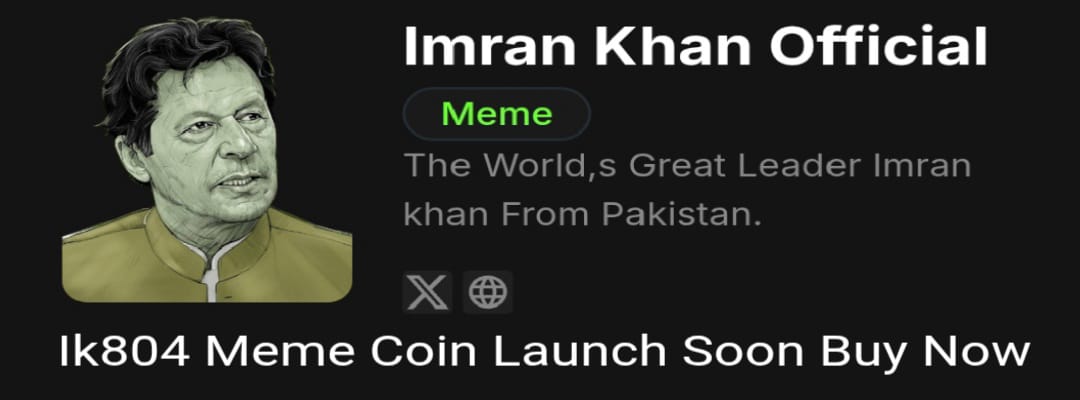 Imran Khan Official
Meme
The World,s Great Leader Imran
khan From Pakistan.
Ik804 Meme Coin Launch Soon Buy Now